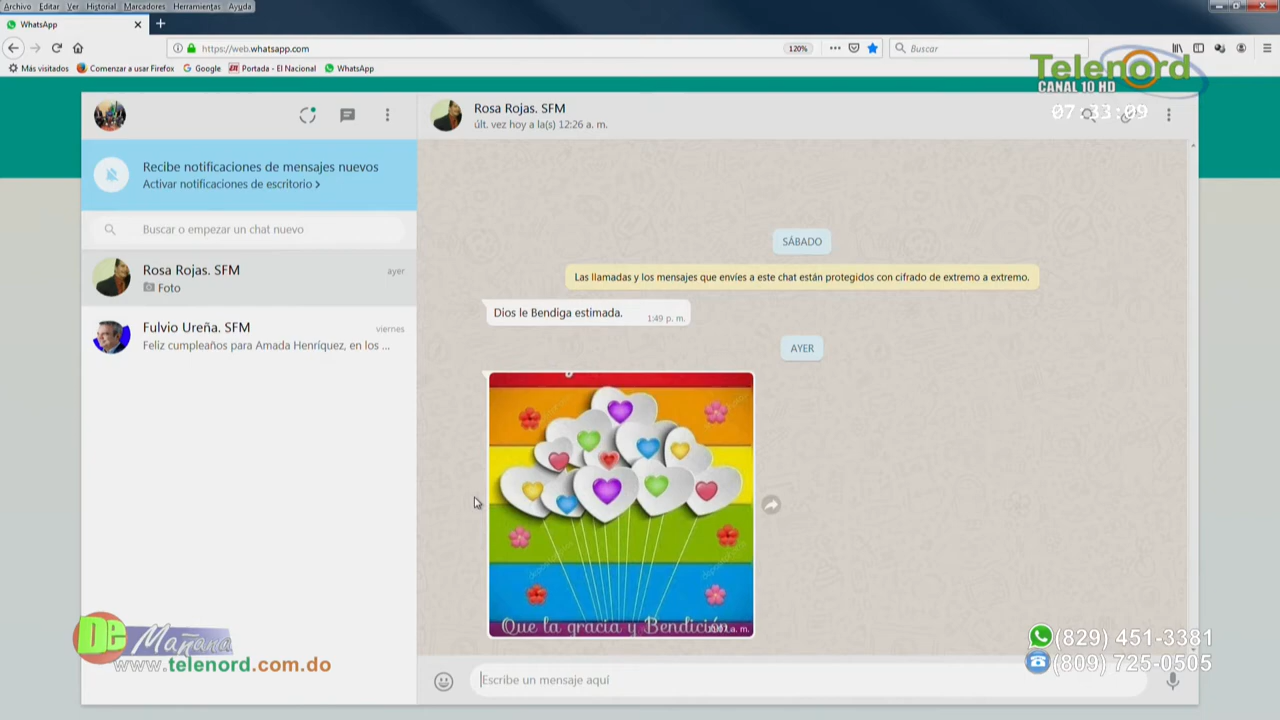 Archivo Editar Ver Historial Marcadores Herramientas Ayuda
WhatsApp
https://web.whatsapp.com
120%
Buscar
Más visitados
Comenzar a usar Firefox
Google
Portada - El Nacional
WhatsApp
Telenord
CANAL 10 HD
07:33:09
Rosa Rojas. SFM
últ. vez hoy a la(s) 12:26 a. m.
Recibe notificaciones de mensajes nuevos
Activar notificaciones de escritorio >
Buscar o empezar un chat nuevo
Rosa Rojas. SFM
ayer
Foto
Fulvio Ureña. SFM
viernes
Feliz cumpleaños para Amada Henríquez, en los ...
SÁBADO
Las llamadas y los mensajes que envíes a este chat están protegidos con cifrado de extremo a extremo.
Dios le Bendiga estimada.
1:49 p. m.
AYER
Que la gracia y Bendición
a. m.
Escribe un mensaje aquí
De Mañana
www.telenord.com.do
(829) 451-3381
(809) 725-0505